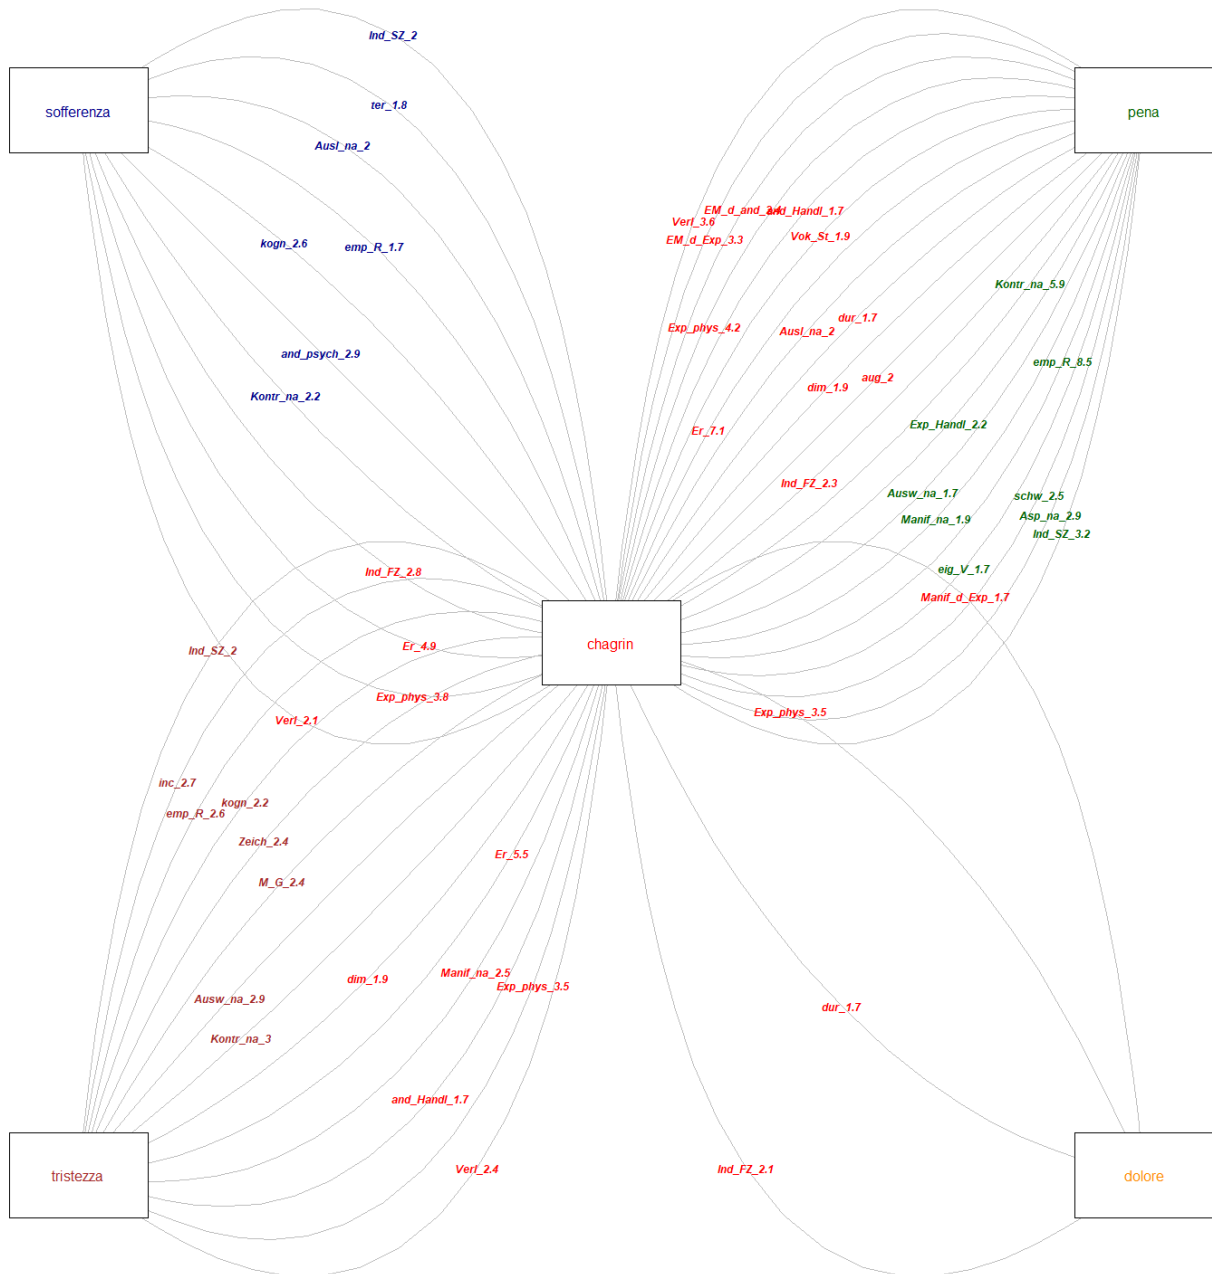 Ind_SZ_2
sofferenza
pena
ter_1.8
Ausl_na_2
EM_d_and_2.4
and_Handl_1.7
Verl_3.6
Vok_St_1.9
EM_d_Exp_3.3
kogn_2.6
emp_R_1.7
Kontr_na_5.9
dur_1.7
Exp_phys_4.2
Ausl_na_2
and_psych_2.9
emp_R_8.5
aug_2
dim_1.9
Kontr_na_2.2
Exp_Handl_2.2
Er_7.1
Ind_FZ_2.3
Ausw_na_1.7
schw_2.5
Asp_na_2.9
Manif_na_1.9
Ind_SZ_3.2
Ind_FZ_2.8
eig_V_1.7
Manif_d_Exp_1.7
Er_4.9
chagrin
Ind_SZ_2
Exp_phys_3.8
Exp_phys_3.5
Verl_2.1
inc_2.7
kogn_2.2
emp_R_2.6
Zeich_2.4
Er_5.5
M_G_2.4
Manif_na_2.5
dim_1.9
Exp_phys_3.5
Ausw_na_2.9
dur_1.7
Kontr_na_3
and_Handl_1.7
Verl_2.4
Ind_FZ_2.1
tristezza
dolore